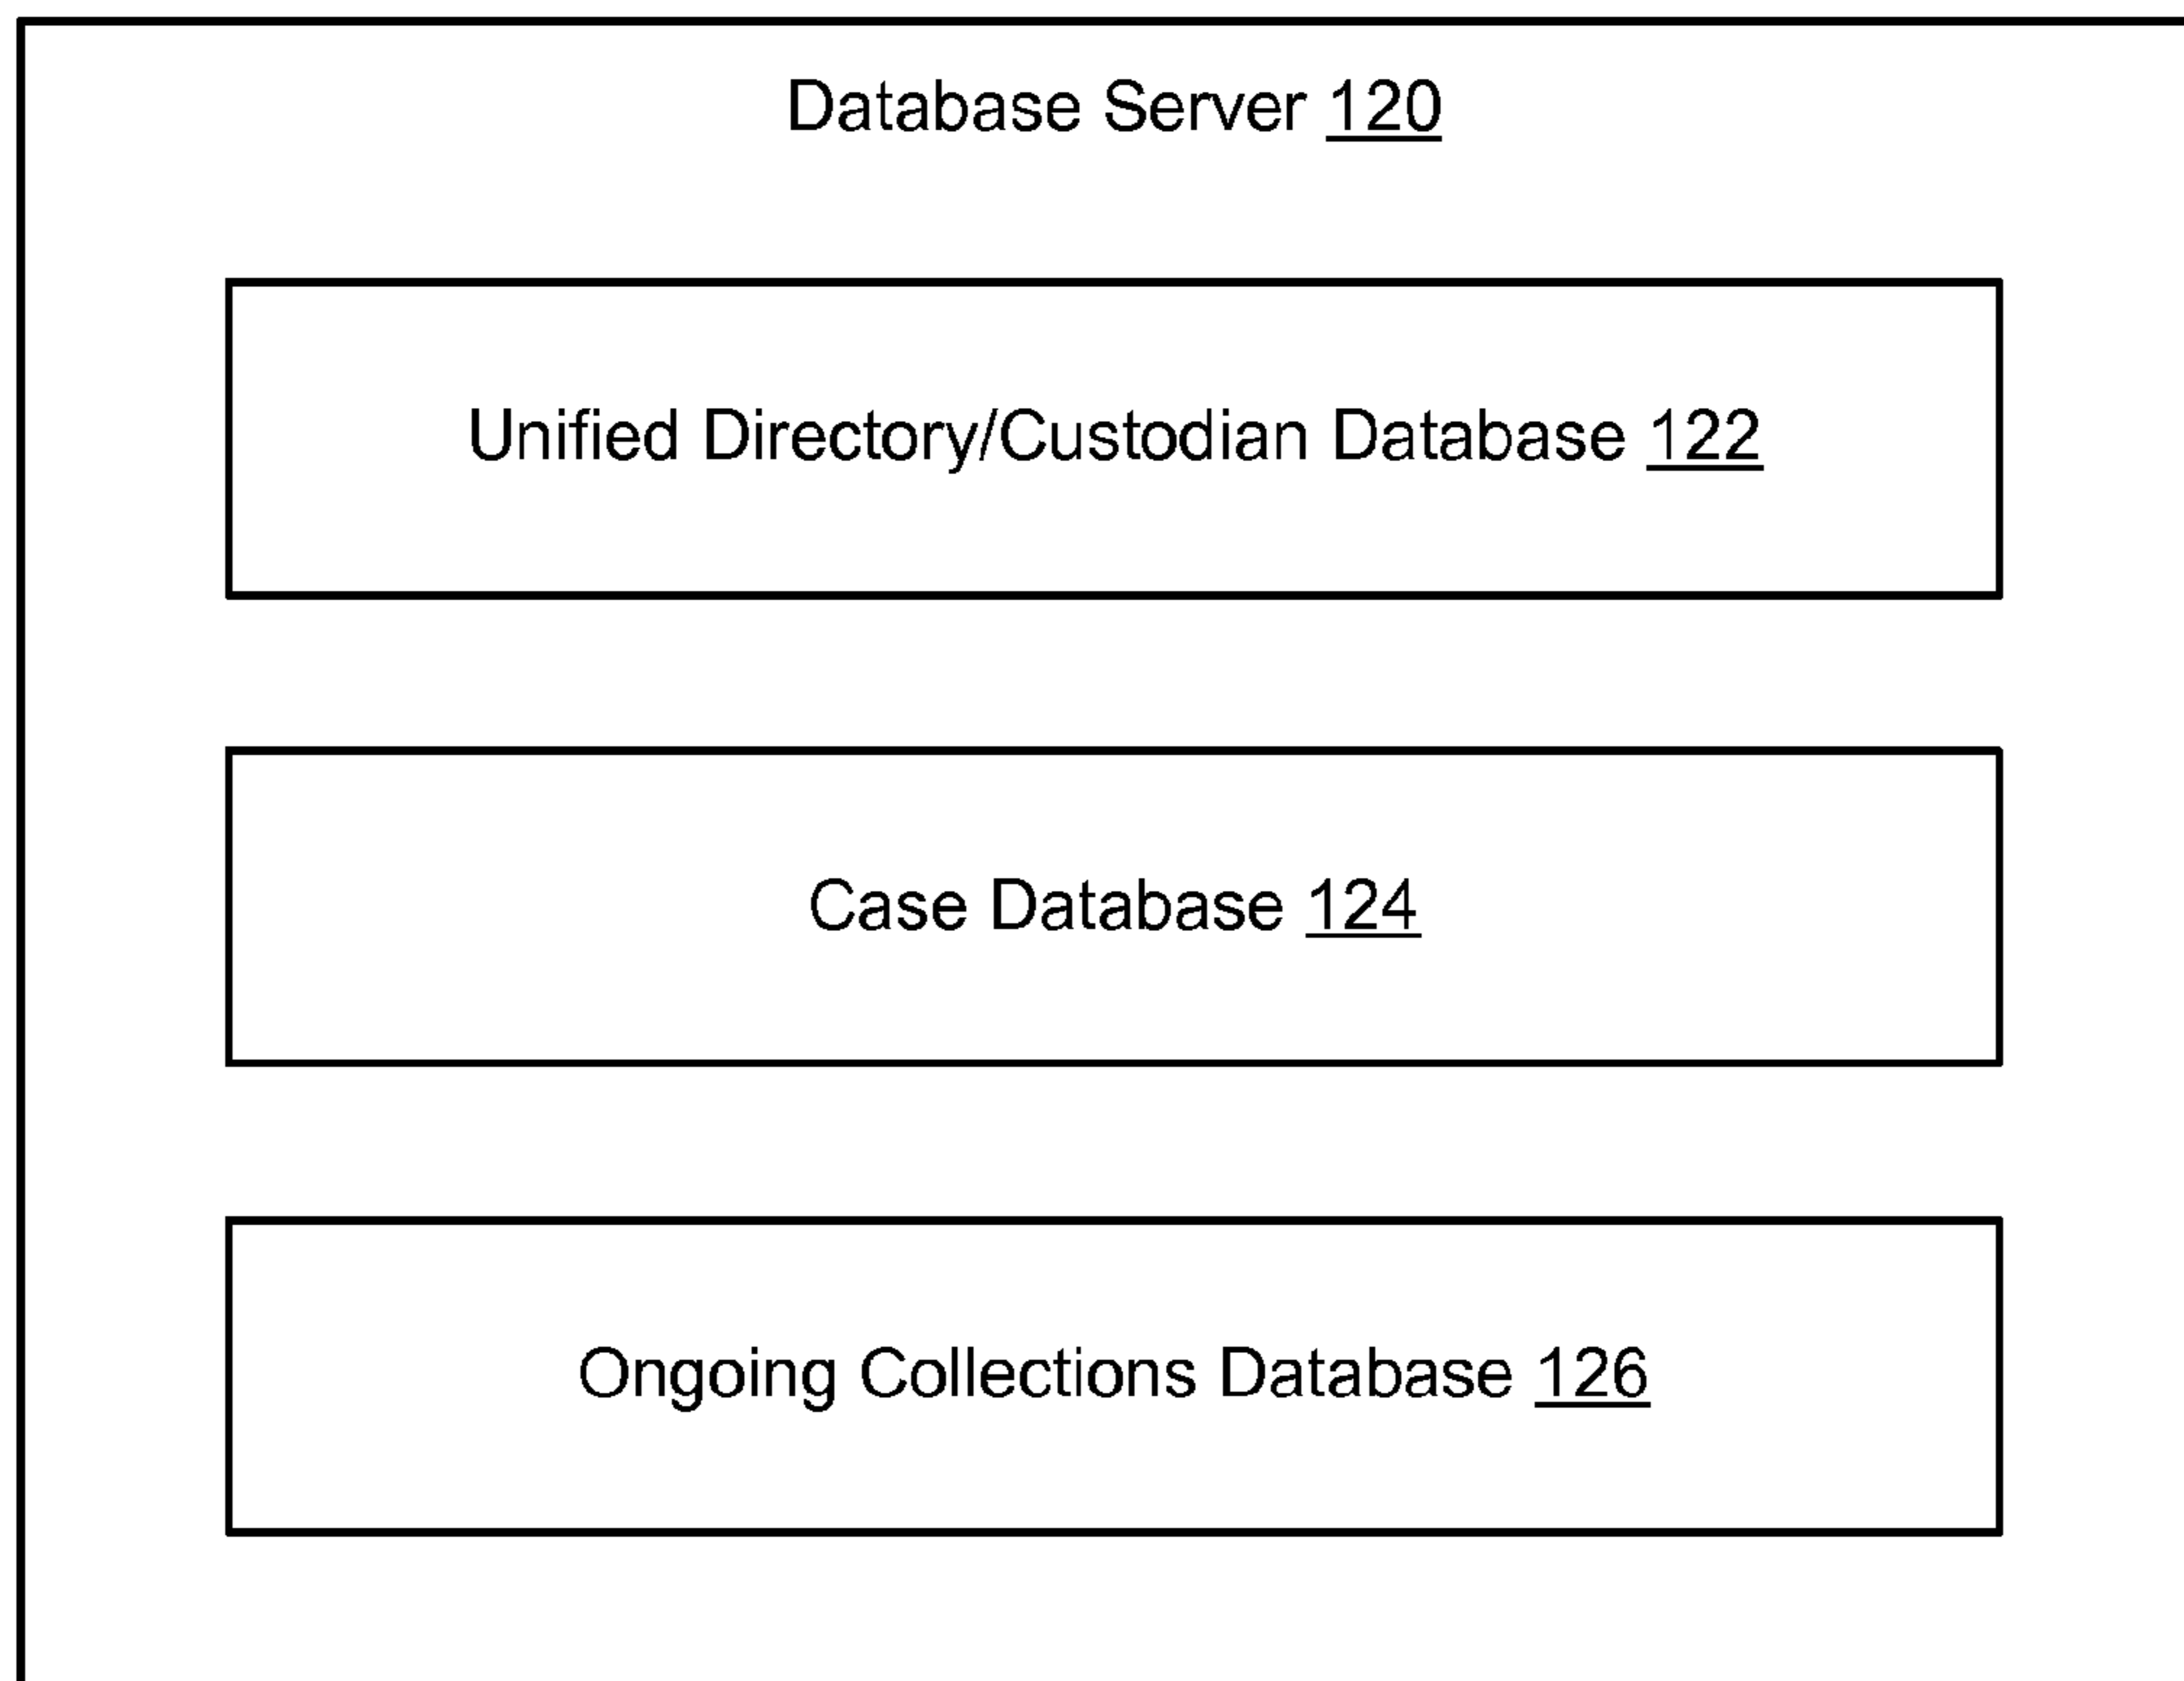 Database Server 120
Unified Directory/Custodian Database 122
Case Database 124
Ongoing Collections Database 126